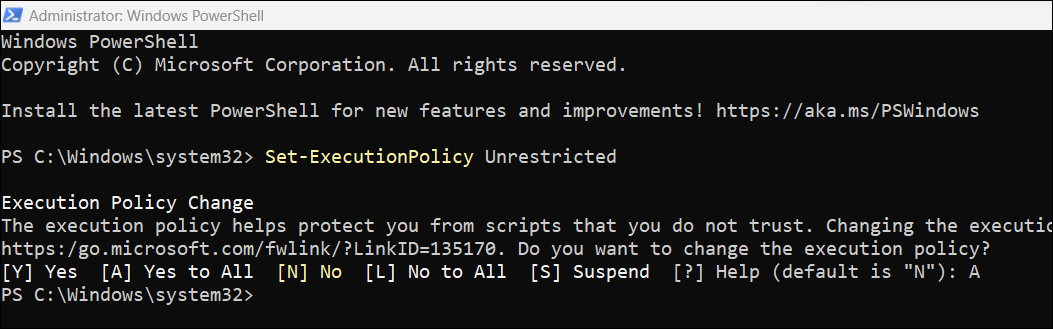 Administrator: Windows PowerShell
Windows PowerShell
Copyright (C) Microsoft Corporation. All rights reserved.
Install the latest PowerShell for new features and improvements! https://aka.ms/PSWindows
PS C:\Windows\system32> Set-ExecutionPolicy Unrestricted
Execution Policy Change
The execution policy helps protect you from scripts that you do not trust. Changing the executio
https:/go.microsoft.com/fwlink/?LinkID=135170. Do you want to change the execution policy?
[Y] Yes  [A] Yes to All  [N] No  [L] No to All  [S] Suspend  [?] Help (default is "N"): A
PS C:\Windows\system32>